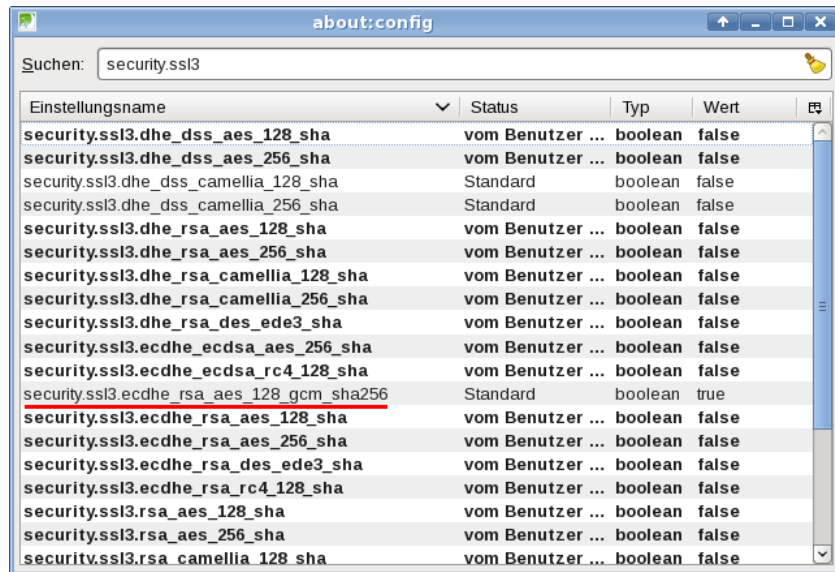 about:config
Suchen: security.ssl3
Einstellungsname Status Typ Wert
security.ssl3.dhe_dss_aes_128_sha vom Benutzer ... boolean false
security.ssl3.dhe_dss_aes_256_sha vom Benutzer ... boolean false
security.ssl3.dhe_dss_camellia_128_sha Standard boolean false
security.ssl3.dhe_dss_camellia_256_sha Standard boolean false
security.ssl3.dhe_rsa_aes_128_sha vom Benutzer ... boolean false
security.ssl3.dhe_rsa_aes_256_sha vom Benutzer ... boolean false
security.ssl3.dhe_rsa_camellia_128_sha vom Benutzer ... boolean false
security.ssl3.dhe_rsa_camellia_256_sha vom Benutzer ... boolean false
security.ssl3.dhe_rsa_des_ede3_sha vom Benutzer ... boolean false
security.ssl3.ecdhe_ecdsa_aes_256_sha vom Benutzer ... boolean false
security.ssl3.ecdhe_ecdsa_rc4_128_sha vom Benutzer ... boolean false
security.ssl3.ecdhe_rsa_aes_128_gcm_sha256 Standard boolean true
security.ssl3.ecdhe_rsa_aes_128_sha vom Benutzer ... boolean false
security.ssl3.ecdhe_rsa_aes_256_sha vom Benutzer ... boolean false
security.ssl3.ecdhe_rsa_des_ede3_sha vom Benutzer ... boolean false
security.ssl3.ecdhe_rsa_rc4_128_sha vom Benutzer ... boolean false
security.ssl3.rsa_aes_128_sha vom Benutzer ... boolean false
security.ssl3.rsa_aes_256_sha vom Benutzer ... boolean false
security.ssl3.rsa_camellia_128_sha vom Benutzer ... boolean false